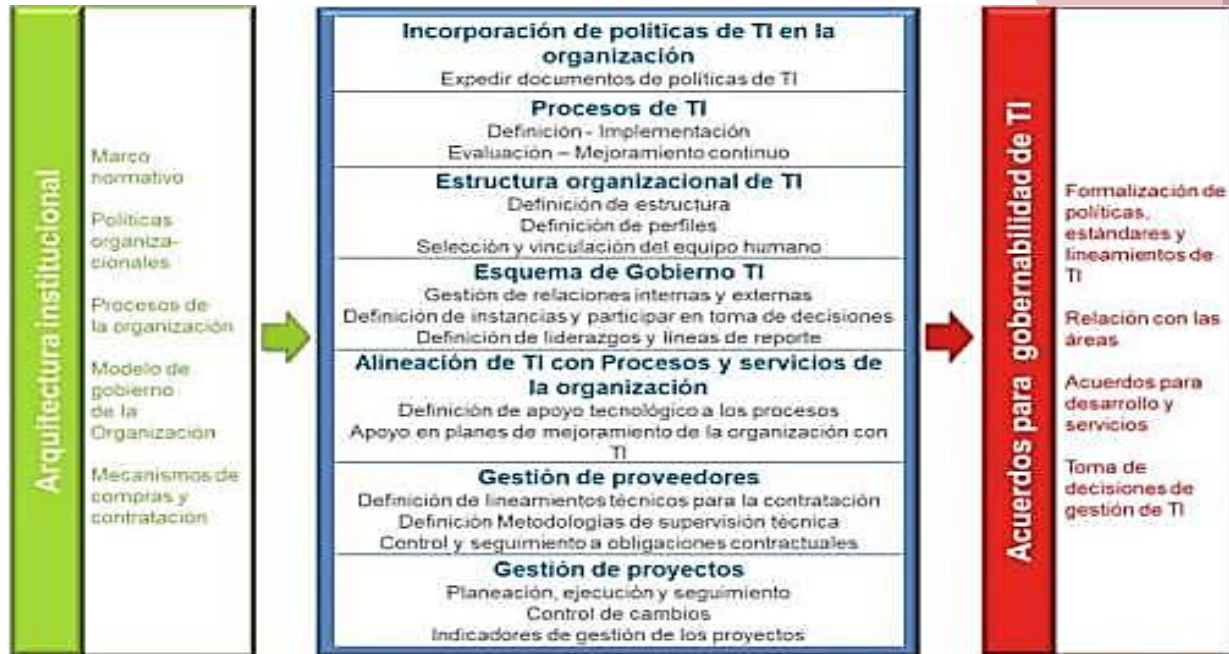 Arquitectura institucional
Marco
normativo
Políticas
organiza-
cionales
Procesos de
la organización
Modelo de
gobierno
de la
Organización
Mecanismos de
compras y
contratación
Incorporación de políticas de TI en la
organización
Expedir documentos de políticas de TI
Procesos de TI
Definición - Implementación
Evaluación – Mejoramiento continuo
Estructura organizacional de TI
Definición de estructura
Definición de perfiles
Selección y vinculación del equipo humano
Esquema de Gobierno TI
Gestión de relaciones internas y externas
Definición de instancias y participar en toma de decisiones
Definición de liderazgos y líneas de reporte
Alineación de TI con Procesos y servicios de
la organización
Definición de apoyo tecnológico a los procesos
Apoyo en planes de mejoramiento de la organización con
TI
Gestión de proveedores
Definición de lineamientos técnicos para la contratación
Definición Metodologías de supervisión técnica
Control y seguimiento a obligaciones contractuales
Gestión de proyectos
Planeación, ejecución y seguimiento
Control de cambios
Indicadores de gestión de los proyectos
Acuerdos para gobernabilidad de TI
Formalización de
políticas,
estándares y
lineamientos de
TI
Relación con las
áreas
Acuerdos para
desarrollo y
servicios
Toma de
decisiones de
gestión de TI